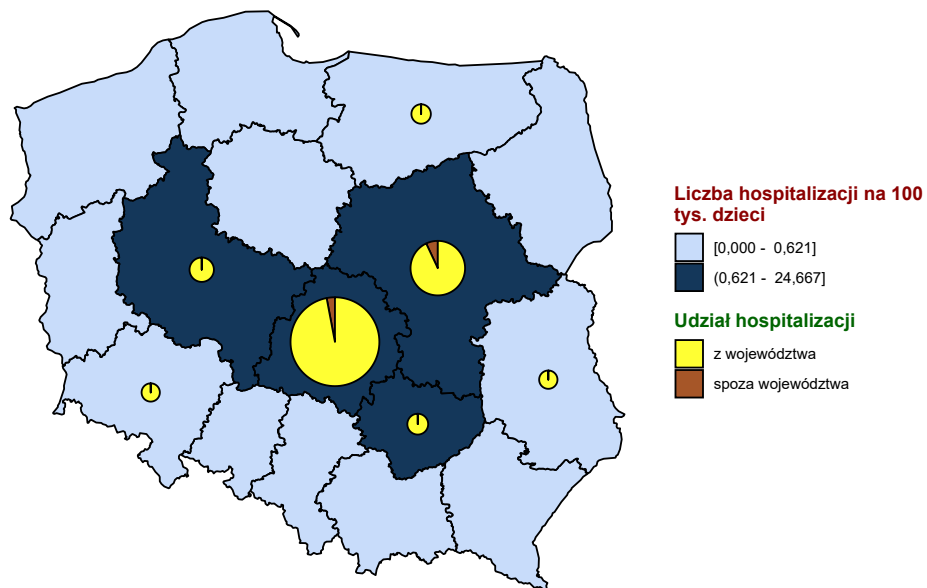 Liczba hospitalizacji na 100
tys. dzieci
[0,000 - 0,621]
(0,621 - 24,667]
Udział hospitalizacji
z województwa
spoza województwa